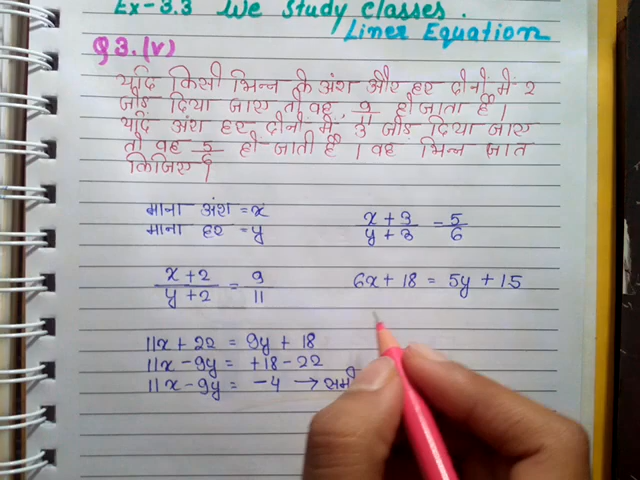 Ex-3.3 We Study Classes.
Liner Equation
Q3.(v)
यदि किसी भिन्न के अंश और हर दोनों में 2
जोड़ दिया जाए तो वह 9/11 हो जाता है।
यदि अंश हर दोनों में 3 जोड़ दिया जाए
तो वह 5/6 हो जाती है। वह भिन्न ज्ञात
किजिए।
माना अंश = x
माना हर = y
x+2/y+2 = 9/11
11x + 22 = 9y + 18
11x - 9y = +18 - 22
11x - 9y = -4 → समी
x+3/y+3 = 5/6
6x + 18 = 5y + 15